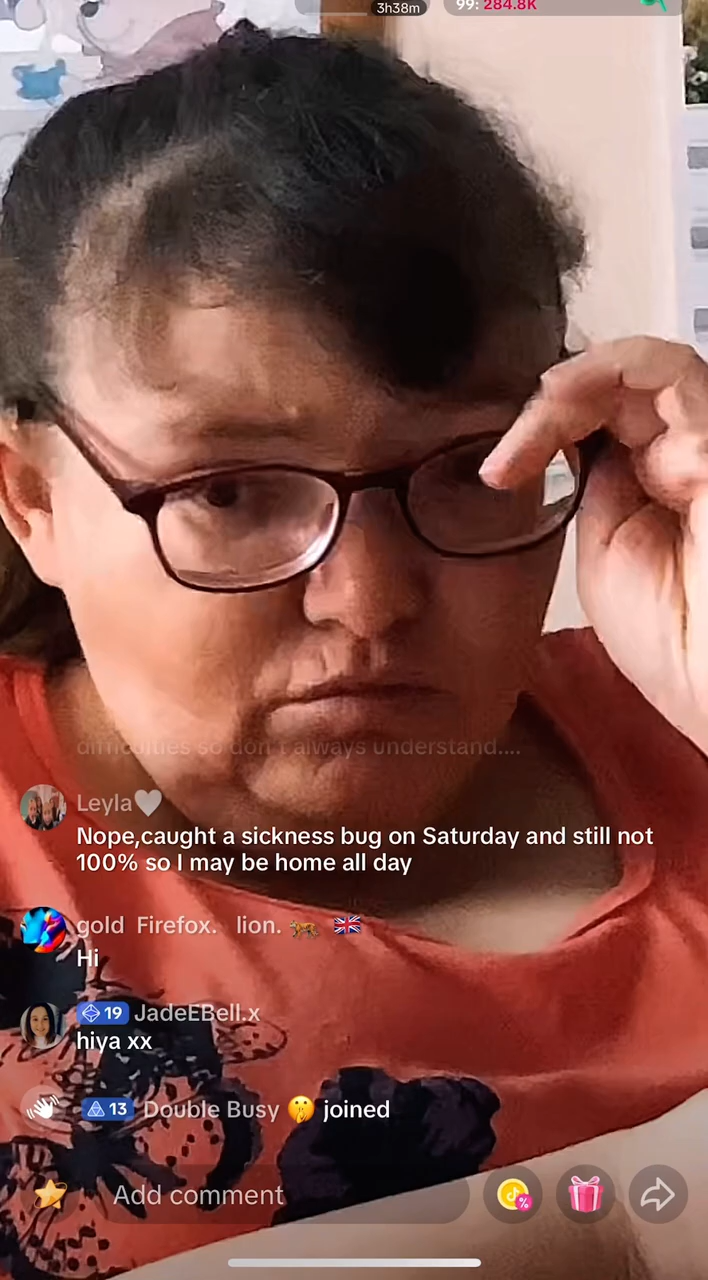 3h38m
99: 284.8K
difficulties so don't always understand....
Leyla🤍
Nope,caught a sickness bug on Saturday and still not
100% so I may be home all day
gold Firefox. lion. 🐆 🇬🇧
Hi
19 JadeEBell.x
hiya xx
13 Double Busy 🤫 joined
Add comment